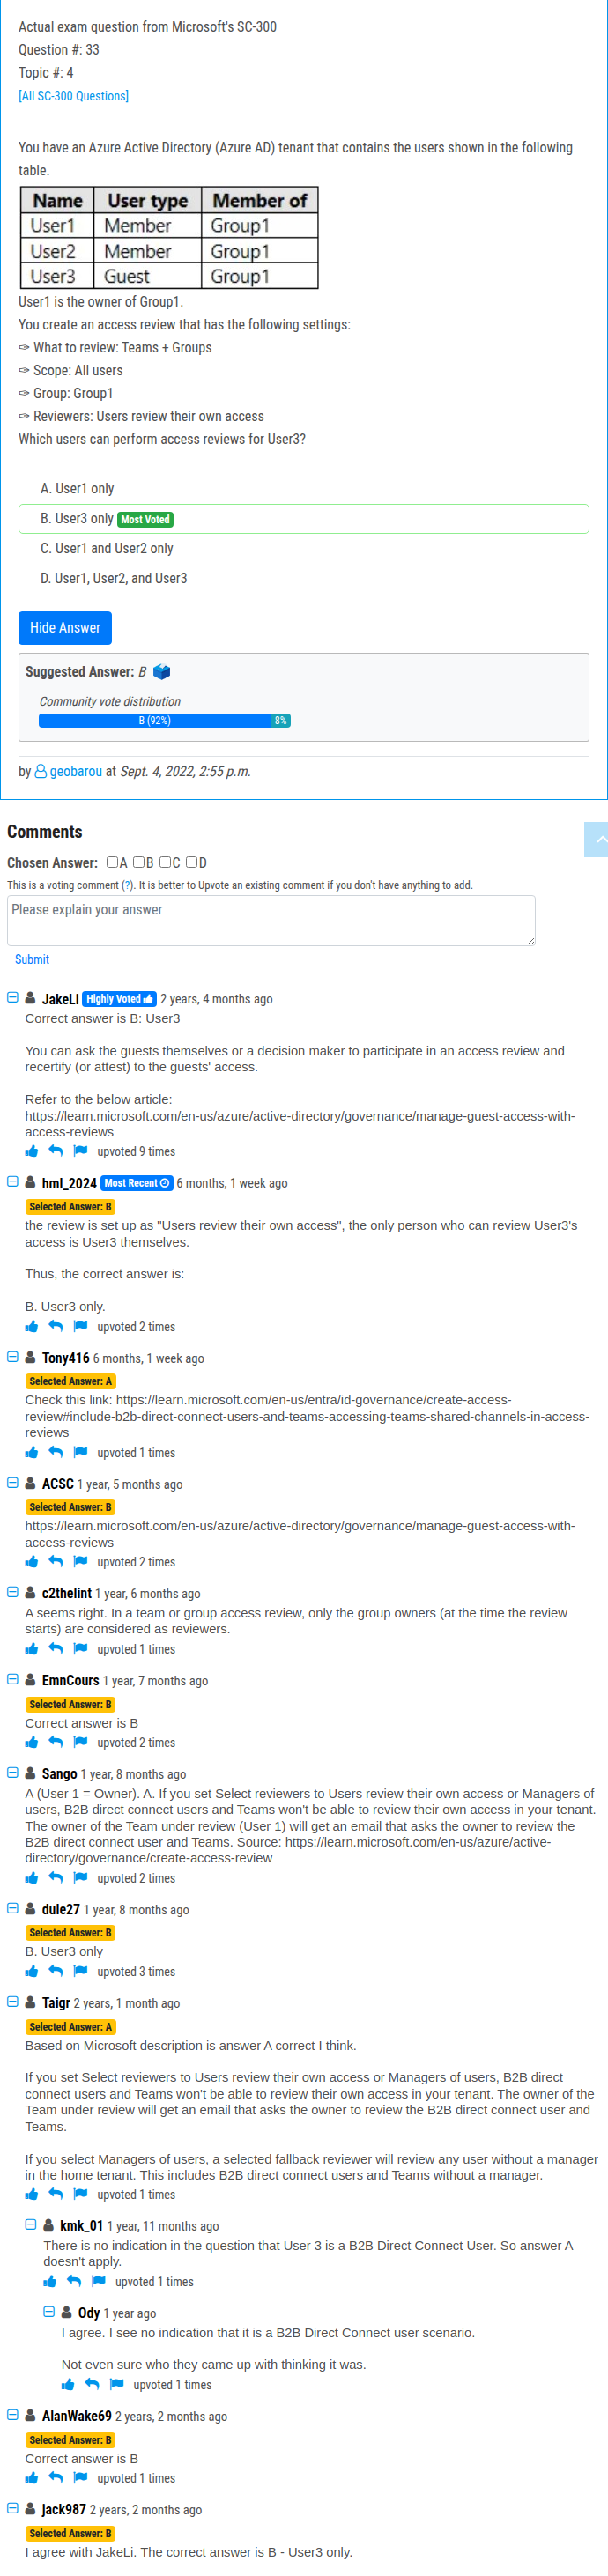 Actual exam question from Microsoft's SC-300
Question #: 33
Topic #: 4
[All SC-300 Questions]
You have an Azure Active Directory (Azure AD) tenant that contains the users shown in the following
table.
Name User type Member of
User1 Member Group1
User2 Member Group1
User3 Guest Group1
User1 is the owner of Group1.
You create an access review that has the following settings:
✑ What to review: Teams + Groups
✑ Scope: All users
✑ Group: Group1
✑ Reviewers: Users review their own access
Which users can perform access reviews for User3?
A. User1 only
B. User3 only Most Voted
C. User1 and User2 only
D. User1, User2, and User3
Hide Answer
Suggested Answer: B
Community vote distribution
B (92%) 8%
by geobarou at Sept. 4, 2022, 2:55 p.m.
Comments
Chosen Answer: A B C D
This is a voting comment (?). It is better to Upvote an existing comment if you don't have anything to add.
Please explain your answer
Submit
JakeLi Highly Voted 2 years, 4 months ago
Correct answer is B: User3
You can ask the guests themselves or a decision maker to participate in an access review and
recertify (or attest) to the guests' access.
Refer to the below article:
https://learn.microsoft.com/en-us/azure/active-directory/governance/manage-guest-access-with-
access-reviews
upvoted 9 times
hml_2024 Most Recent 6 months, 1 week ago
Selected Answer: B
the review is set up as "Users review their own access", the only person who can review User3's
access is User3 themselves.
Thus, the correct answer is:
B. User3 only.
upvoted 2 times
Tony416 6 months, 1 week ago
Selected Answer: A
Check this link: https://learn.microsoft.com/en-us/entra/id-governance/create-access-
review#include-b2b-direct-connect-users-and-teams-accessing-teams-shared-channels-in-access-
reviews
upvoted 1 times
ACSC 1 year, 5 months ago
Selected Answer: B
https://learn.microsoft.com/en-us/azure/active-directory/governance/manage-guest-access-with-
access-reviews
upvoted 2 times
c2thelint 1 year, 6 months ago
A seems right. In a team or group access review, only the group owners (at the time the review
starts) are considered as reviewers.
upvoted 1 times
EmnCours 1 year, 7 months ago
Selected Answer: B
Correct answer is B
upvoted 2 times
Sango 1 year, 8 months ago
A (User 1 = Owner). A. If you set Select reviewers to Users review their own access or Managers of
users, B2B direct connect users and Teams won't be able to review their own access in your tenant.
The owner of the Team under review (User 1) will get an email that asks the owner to review the
B2B direct connect user and Teams. Source: https://learn.microsoft.com/en-us/azure/active-
directory/governance/create-access-review
upvoted 2 times
dule27 1 year, 8 months ago
Selected Answer: B
B. User3 only
upvoted 3 times
Taigr 2 years, 1 month ago
Selected Answer: A
Based on Microsoft description is answer A correct I think.
If you set Select reviewers to Users review their own access or Managers of users, B2B direct
connect users and Teams won't be able to review their own access in your tenant. The owner of the
Team under review will get an email that asks the owner to review the B2B direct connect user and
Teams.
If you select Managers of users, a selected fallback reviewer will review any user without a manager
in the home tenant. This includes B2B direct connect users and Teams without a manager.
upvoted 1 times
kmk_01 1 year, 11 months ago
There is no indication in the question that User 3 is a B2B Direct Connect User. So answer A
doesn't apply.
upvoted 1 times
Ody 1 year ago
I agree. I see no indication that it is a B2B Direct Connect user scenario.
Not even sure who they came up with thinking it was.
upvoted 1 times
AlanWake69 2 years, 2 months ago
Selected Answer: B
Correct answer is B
upvoted 1 times
jack987 2 years, 2 months ago
Selected Answer: B
I agree with JakeLi. The correct answer is B - User3 only.